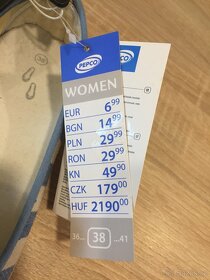 PEPCO
WOMEN
EUR 6.99
BGN 14.99
PLN 29.99
RON 29.99
KN 49.90
CZK 179.00
HUF 2190.00
36... 38 ...41
PEPCO